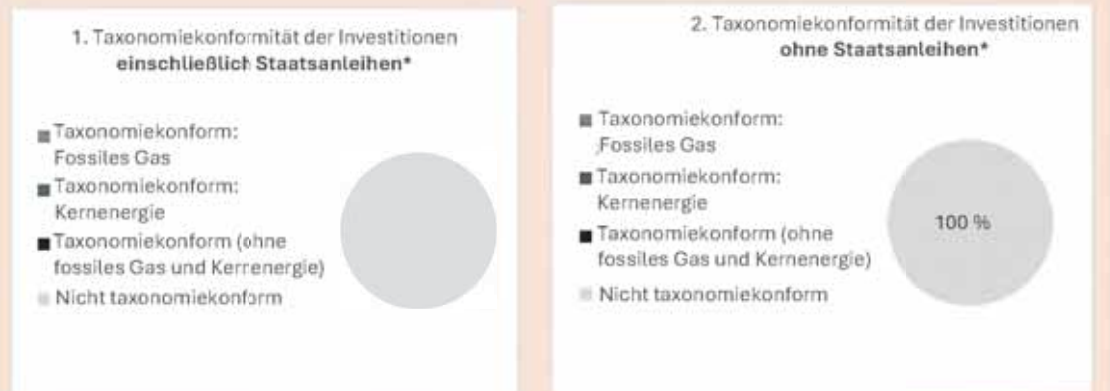 1. Taxonomiekonformität der Investitionen
einschließlich Staatsanleihen*
Taxonomiekonform:
Fossiles Gas
Taxonomiekonform:
Kernenergie
Taxonomiekonform (ohne
fossiles Gas und Kernenergie)
Nicht taxonomiekonform
2. Taxonomiekonformität der Investitionen
ohne Staatsanleihen*
Taxonomiekonform:
Fossiles Gas
Taxonomiekonform:
Kernenergie
Taxonomiekonform (ohne
fossiles Gas und Kernenergie)
Nicht taxonomiekonform
100 %